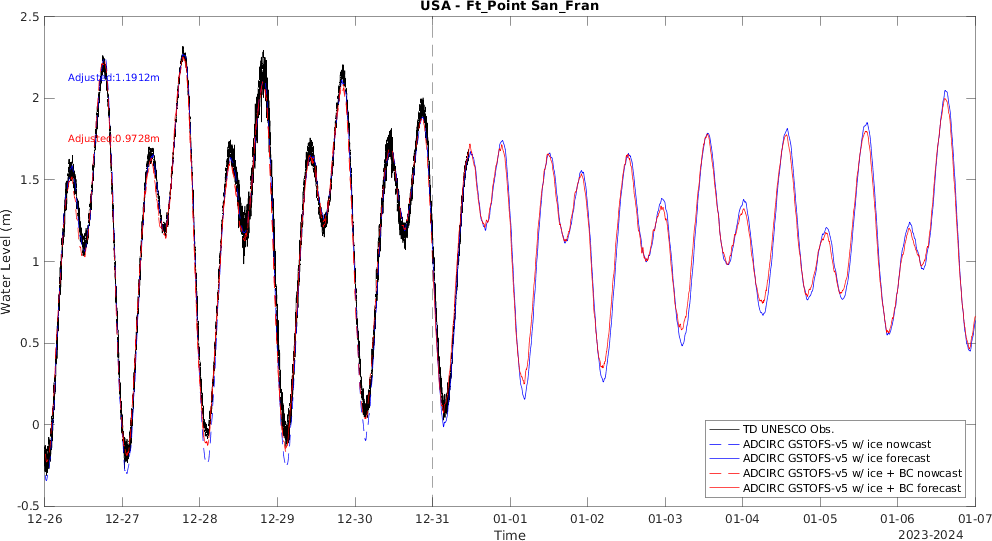 USA - Ft_Point San_Fran
2.5
2
1.5
1
0.5
0
-0.5
Water Level (m)
Adjusted:1.1912m
Adjusted:0.9728m
TD UNESCO Obs.
ADCIRC GSTOFS-v5 w/ ice nowcast
ADCIRC GSTOFS-v5 w/ ice forecast
ADCIRC GSTOFS-v5 w/ ice + BC nowcast
ADCIRC GSTOFS-v5 w/ ice + BC forecast
12-26 12-27 12-28 12-29 12-30 12-31 01-01 01-02 01-03 01-04 01-05 01-06 01-07
Time
2023-2024